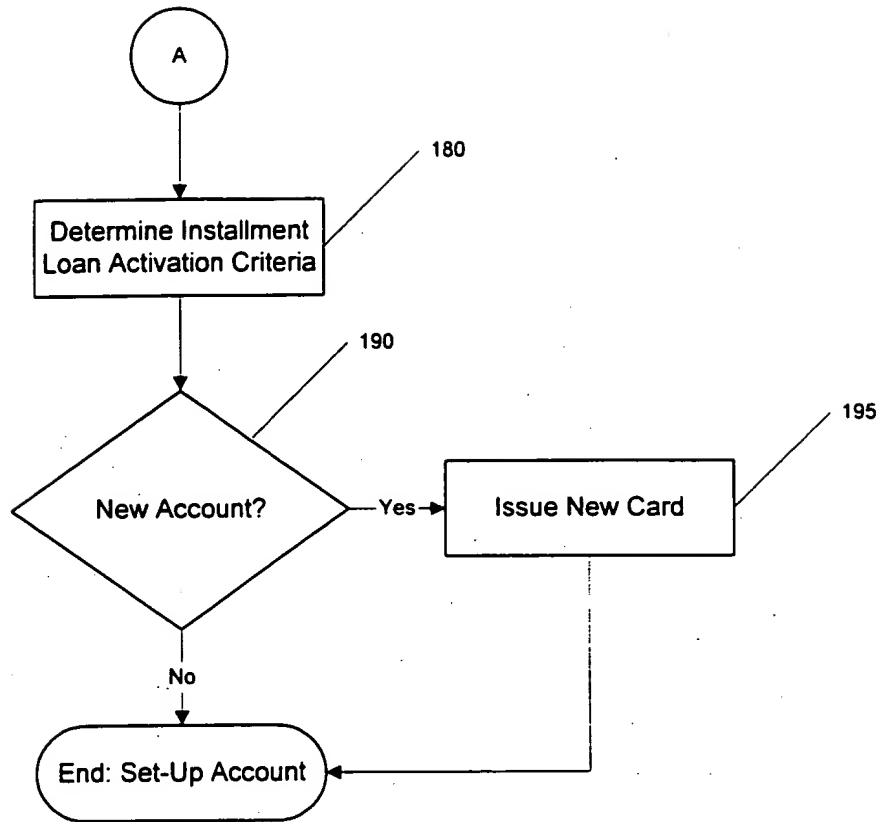 A
180
Determine Installment
Loan Activation Criteria
190
195
New Account?
Yes
Issue New Card
No
End: Set-Up Account